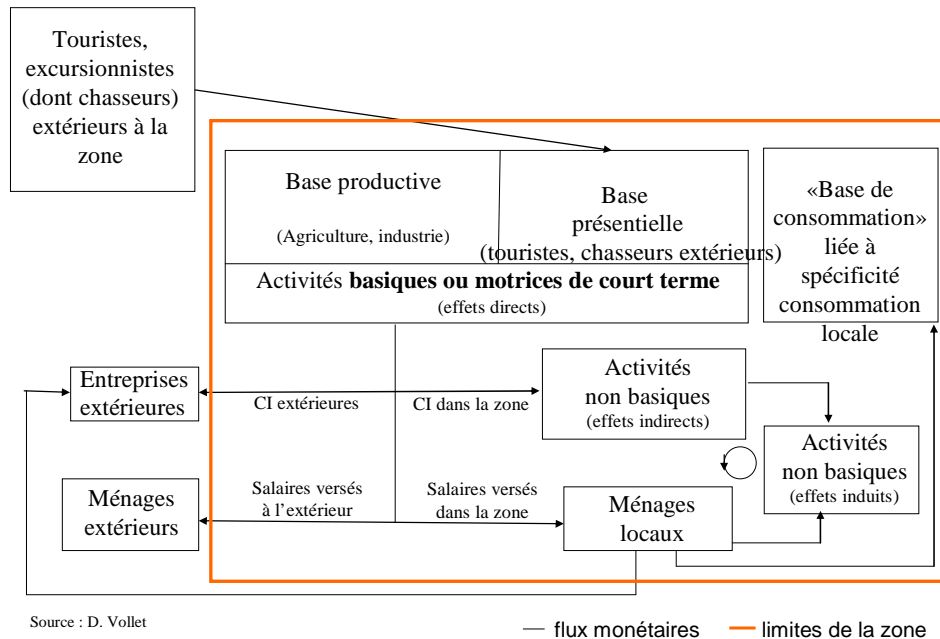 Touristes,
excursionnistes
(dont chasseurs)
extérieurs à la
zone
Base productive
(Agriculture, industrie)
Base
présentielle
(touristes, chasseurs extérieurs)
Activités basiques ou motrices de court terme
(effets directs)
«Base de
consommation»
liée à
spécificité
consommation
locale
Entreprises
extérieures
CI extérieures
CI dans la zone
Activités
non basiques
(effets indirects)
Activités
non basiques
(effets induits)
Ménages
extérieurs
Salaires versés
à l’extérieur
Salaires versés
dans la zone
Ménages
locaux
Source : D. Vollet
flux monétaires
limites de la zone